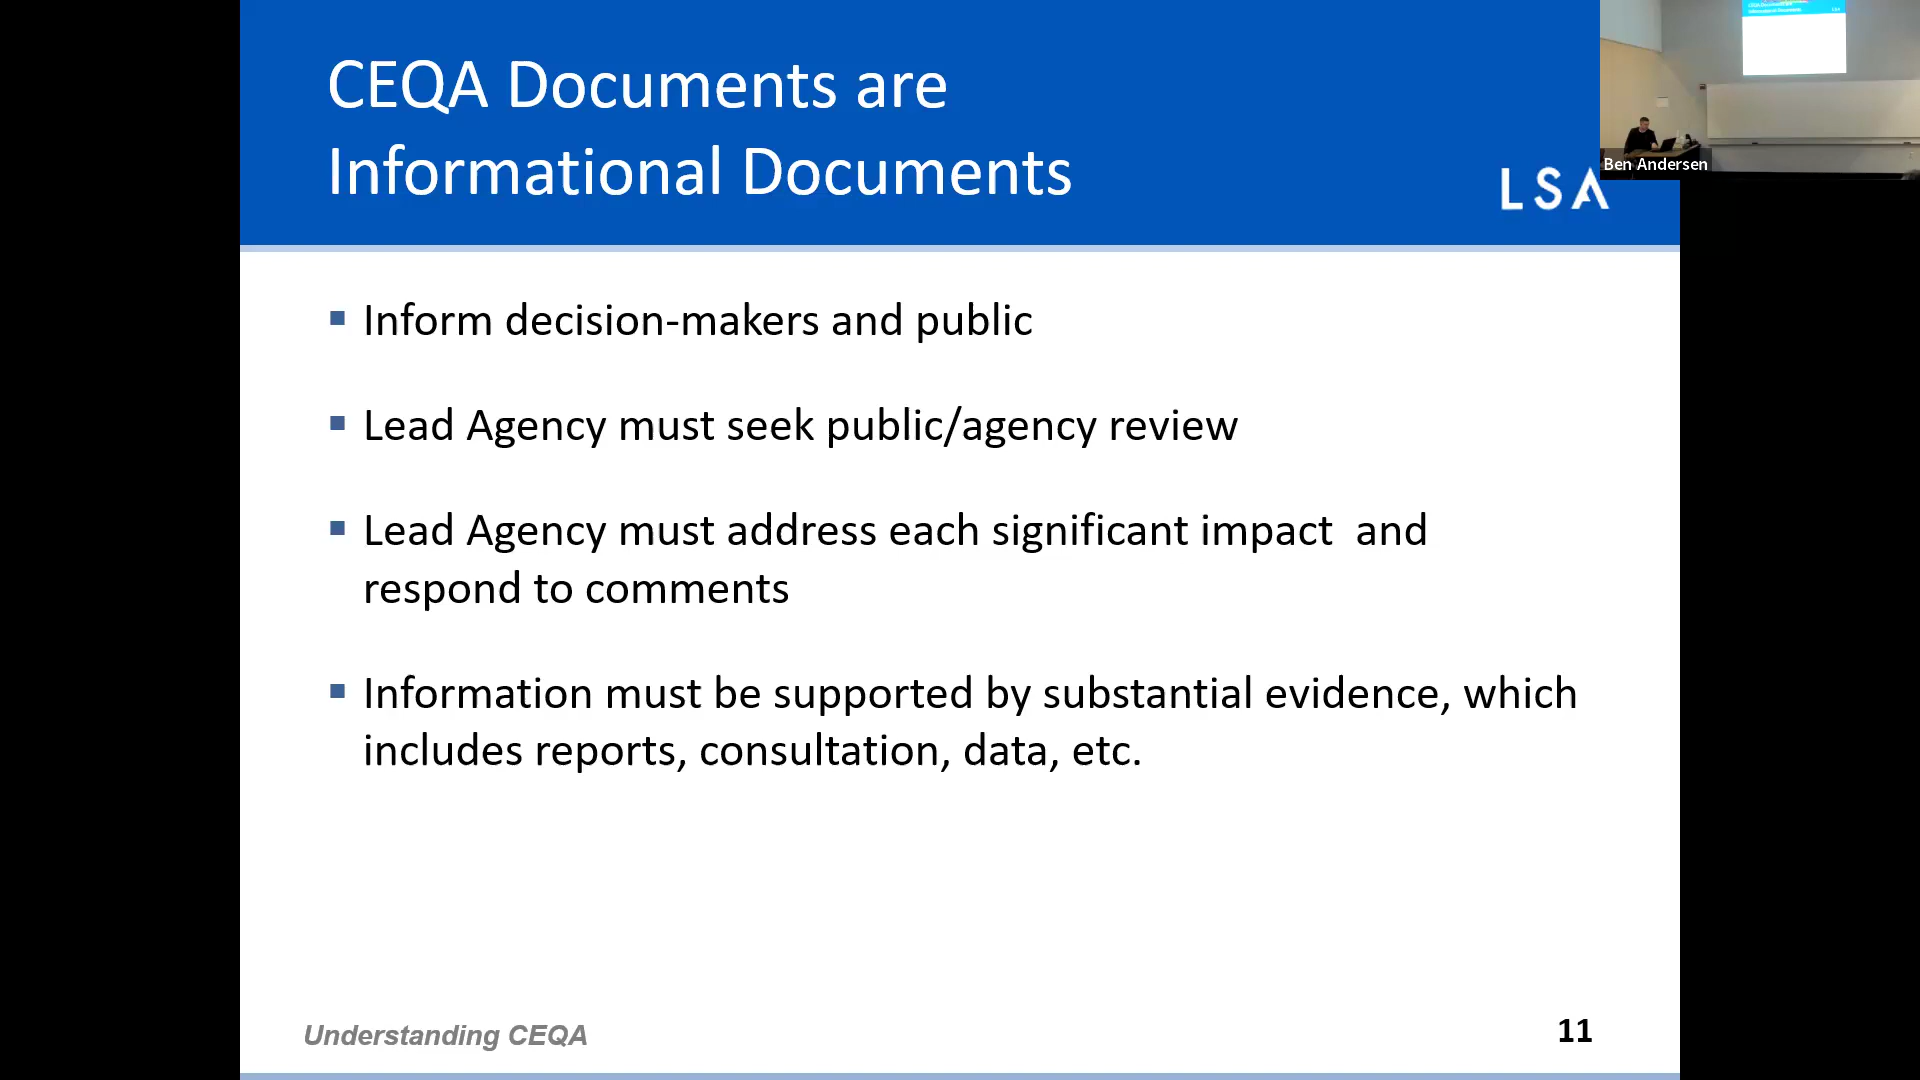 CEQA Documents are
Informational Documents
LSA
Ben Andersen
▪ Inform decision-makers and public
▪ Lead Agency must seek public/agency review
▪ Lead Agency must address each significant impact  and
respond to comments
▪ Information must be supported by substantial evidence, which
includes reports, consultation, data, etc.
Understanding CEQA
11